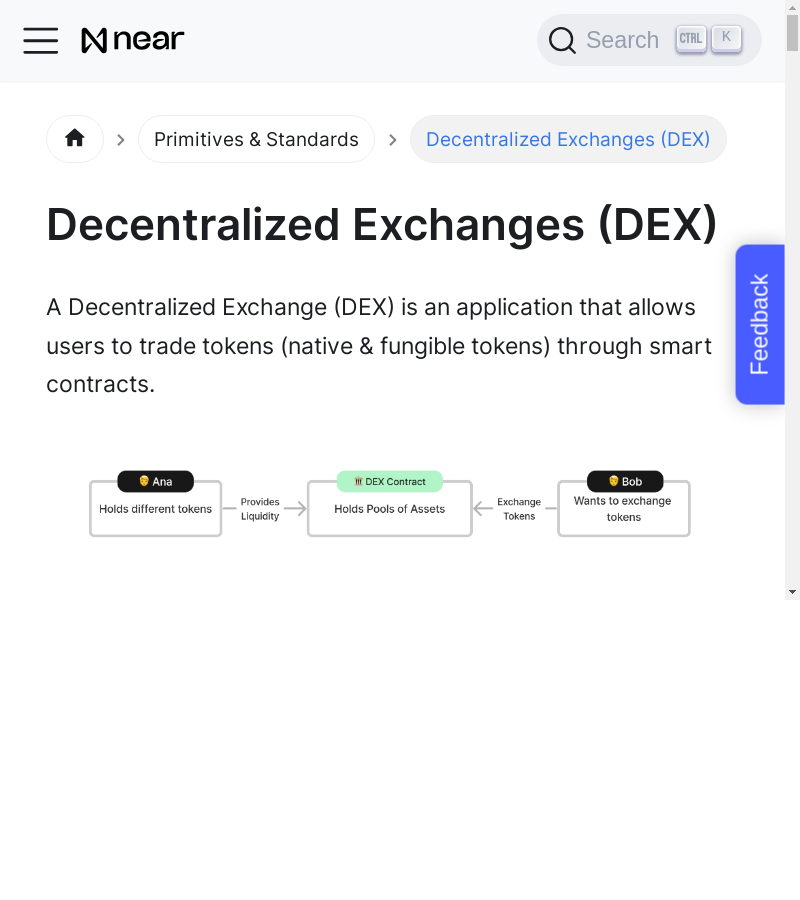 near
Search
CTRL
K
Primitives & Standards
Decentralized Exchanges (DEX)
Decentralized Exchanges (DEX)
A Decentralized Exchange (DEX) is an application that allows
users to trade tokens (native & fungible tokens) through smart
contracts.
Feedback
Ana
Holds different tokens
Provides
Liquidity
DEX Contract
Holds Pools of Assets
Exchange
Tokens
Bob
Wants to exchange
tokens